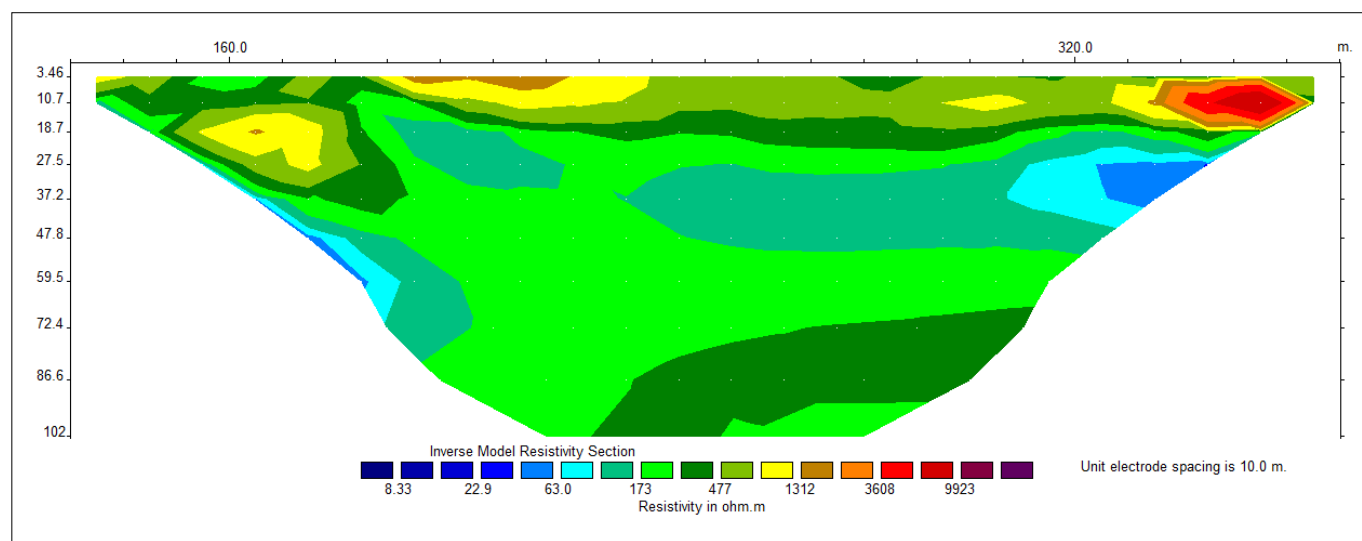 160.0 320.0 m.
3.46
10.7
18.7
27.5
37.2
47.8
59.5
72.4
86.6
102
Inverse Model Resistivity Section
8.33 22.9 63.0 173 477 1312 3608 9923
Resistivity in ohm.m
Unit electrode spacing is 10.0 m.